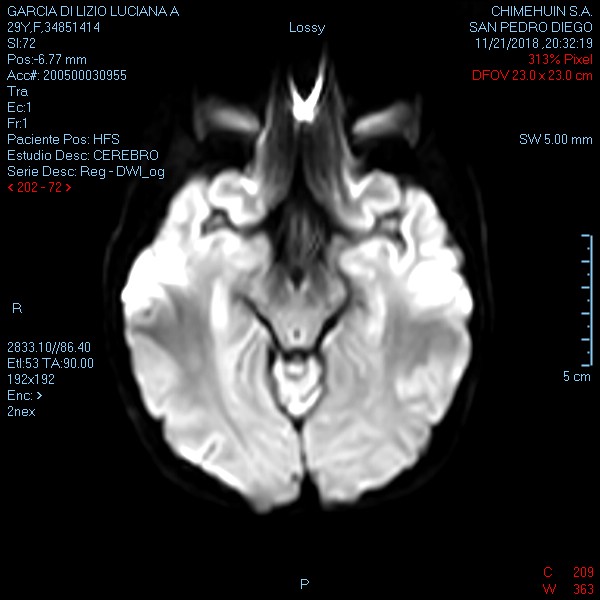 GARCIA DI LIZIO LUCIANA A
29Y,F,34851414
Sl:72
Pos:-6.77 mm
Acc#: 200500030955
Tra
Ec:1
Fr:1
Paciente Pos: HFS
Estudio Desc: CEREBRO
Serie Desc: Reg - DWI_og
< 202 - 72 >
Lossy
CHIMEHUIN S.A.
SAN PEDRO DIEGO
11/21/2018 ,20:32:19
313% Pixel
DFOV 23.0 x 23.0 cm
SW 5.00 mm
R
2833.10//86.40
Etl:53 TA:90.00
192x192
Enc: >
2nex
5 cm
P
C 209
W 363